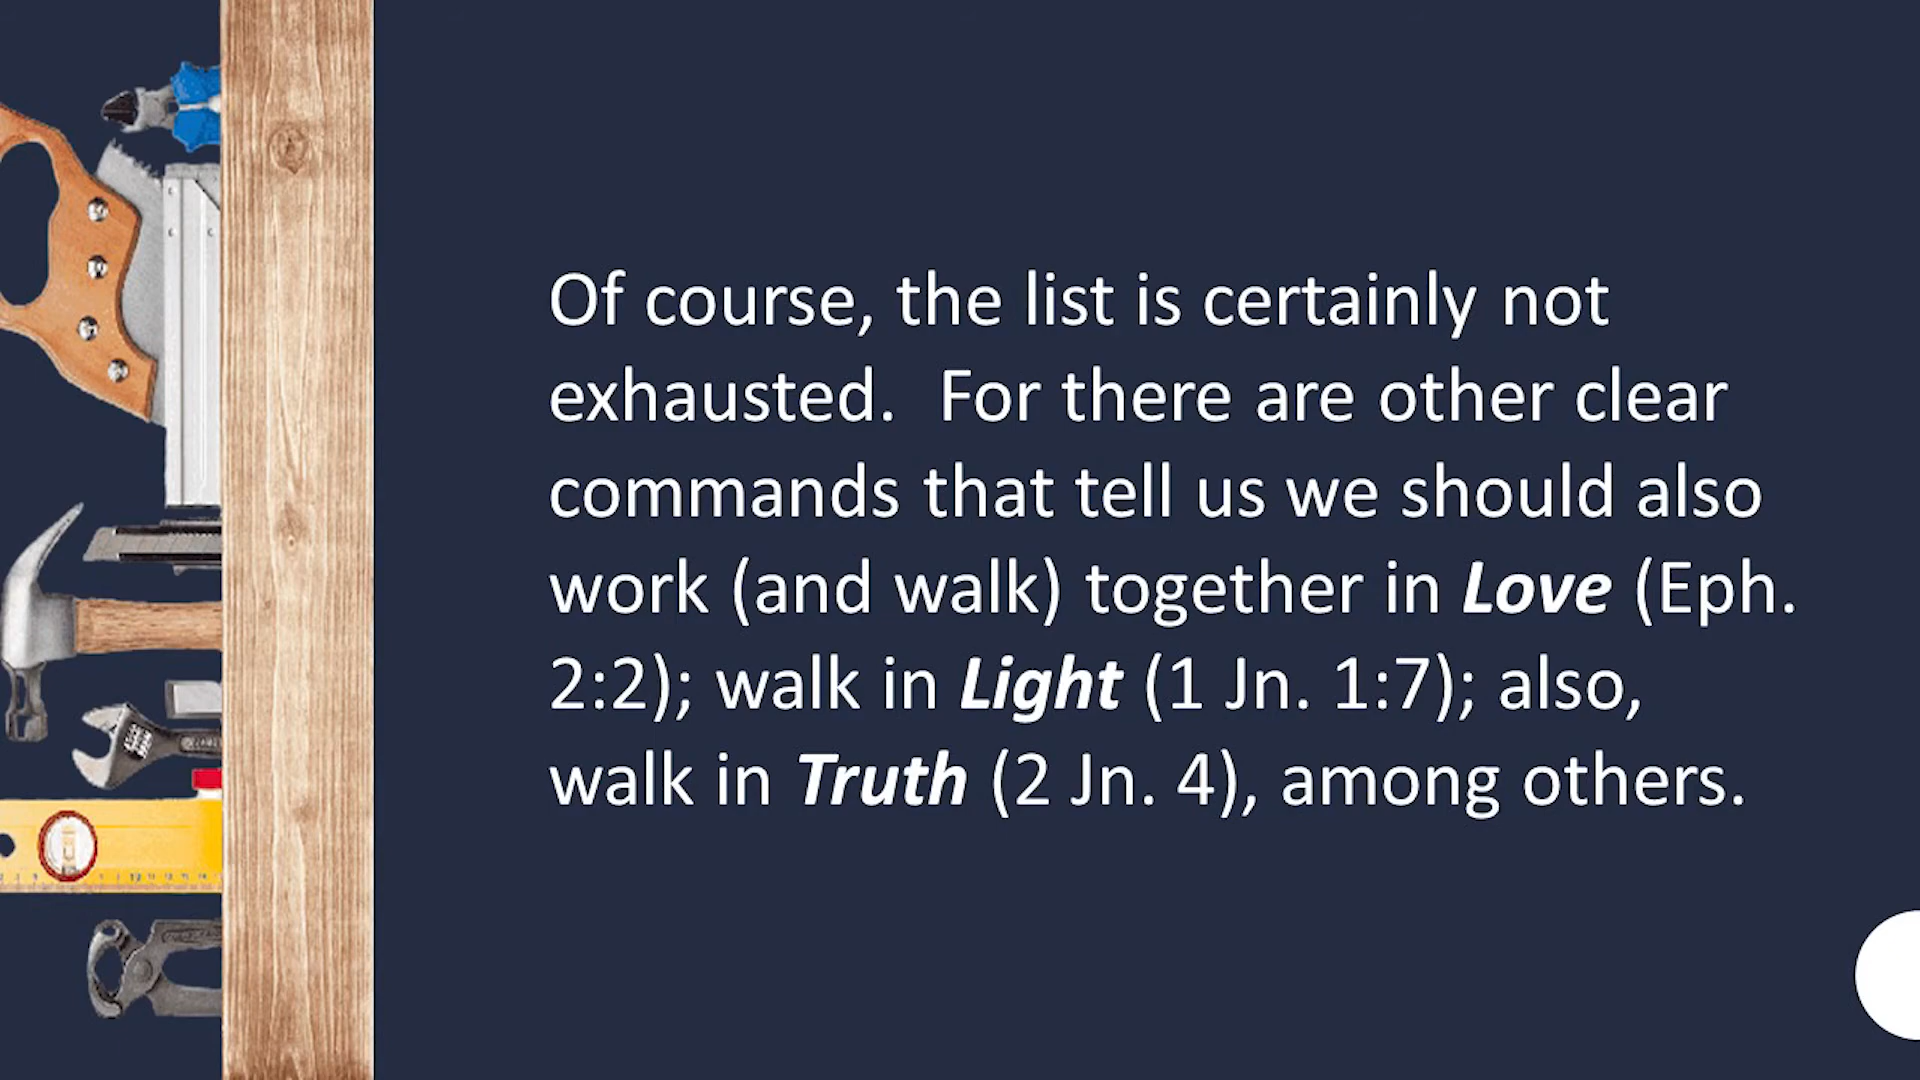 Of course, the list is certainly not
exhausted.  For there are other clear
commands that tell us we should also
work (and walk) together in Love (Eph.
2:2); walk in Light (1 Jn. 1:7); also,
walk in Truth (2 Jn. 4), among others.